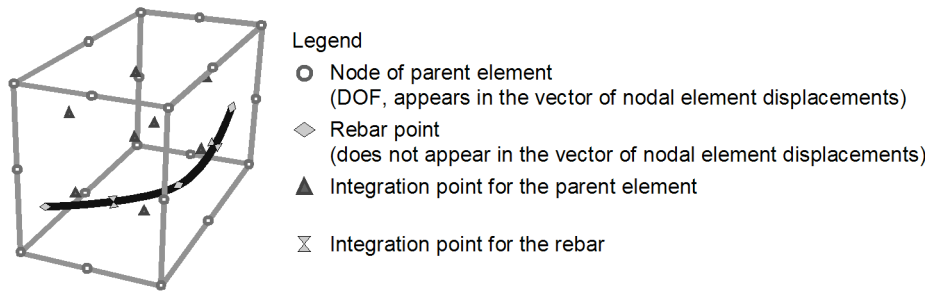 Legend
Node of parent element
(DOF, appears in the vector of nodal element displacements)
Rebar point
(does not appear in the vector of nodal element displacements)
Integration point for the parent element
Integration point for the rebar